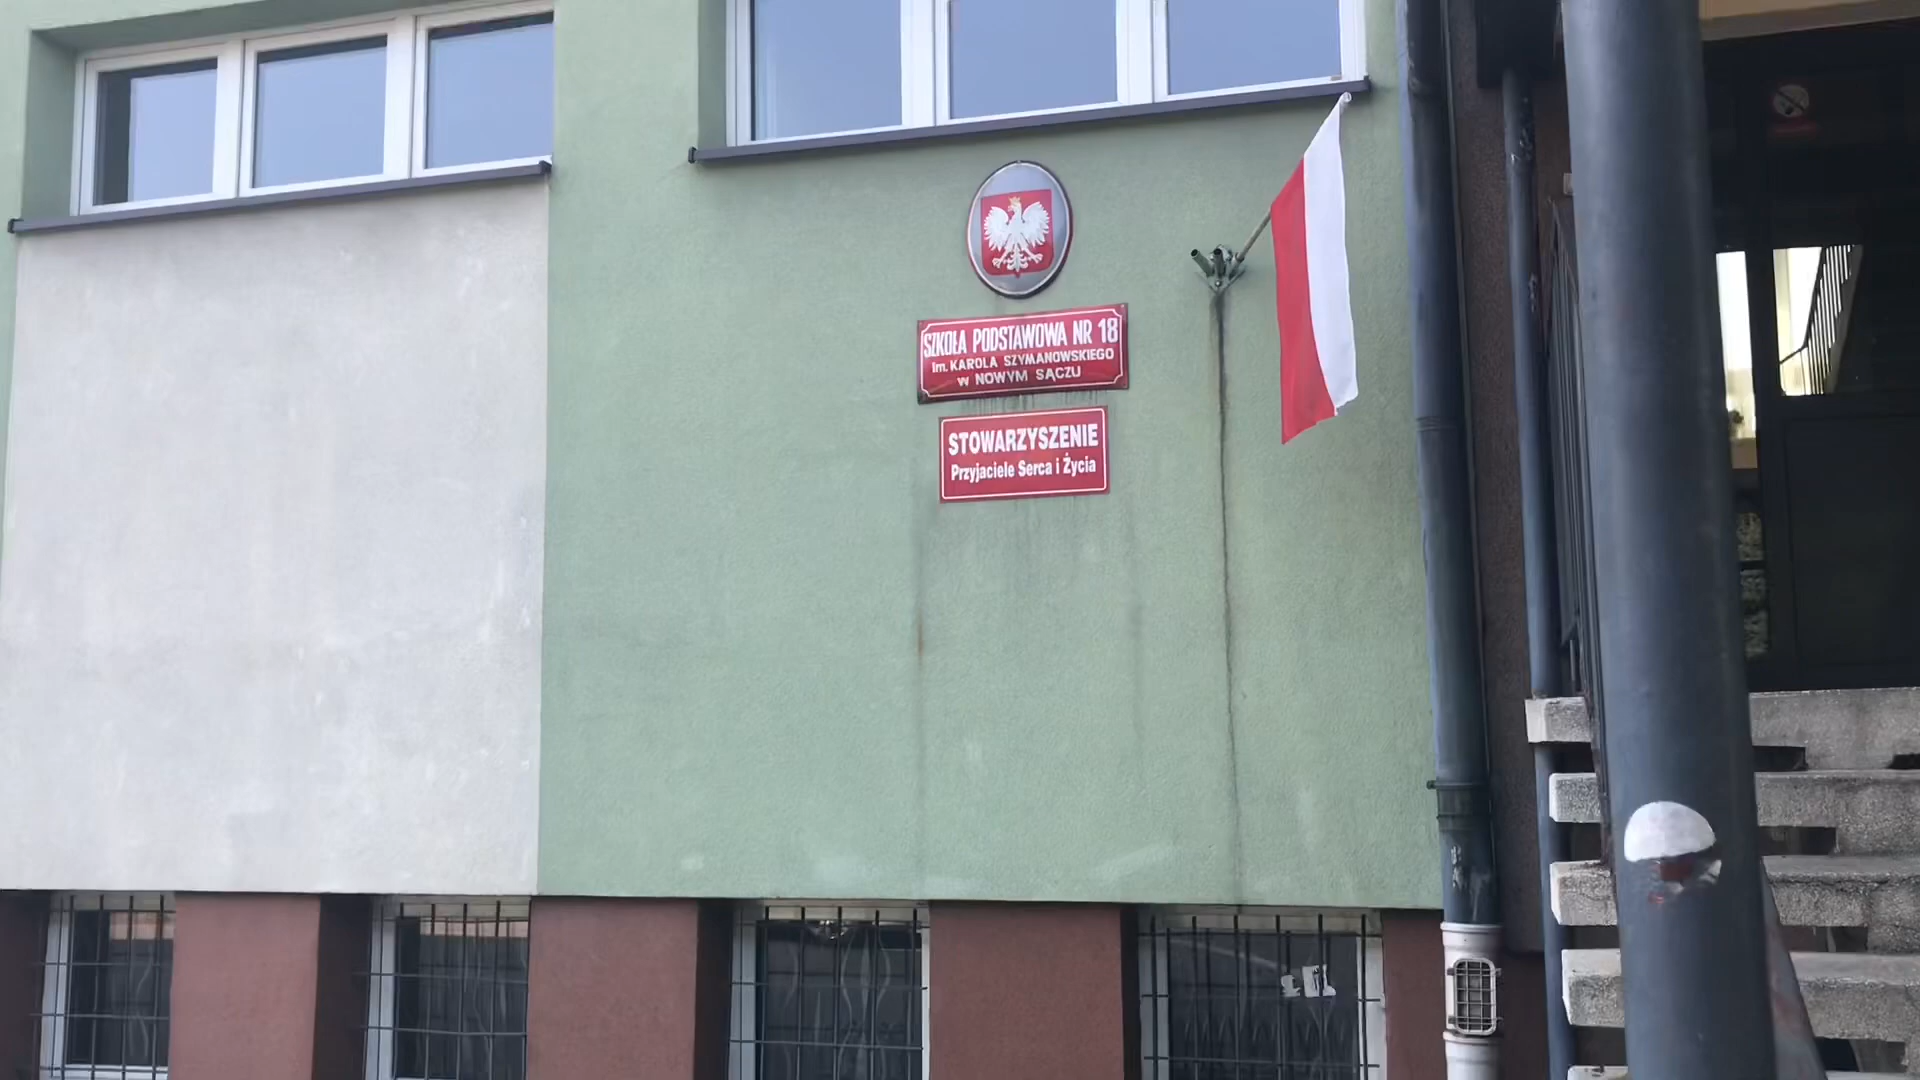 SZKOŁA PODSTAWOWA NR 18
im. KAROLA SZYMANOWSKIEGO
W NOWYM SĄCZU
STOWARZYSZENIE
Przyjaciele Serca i Życia